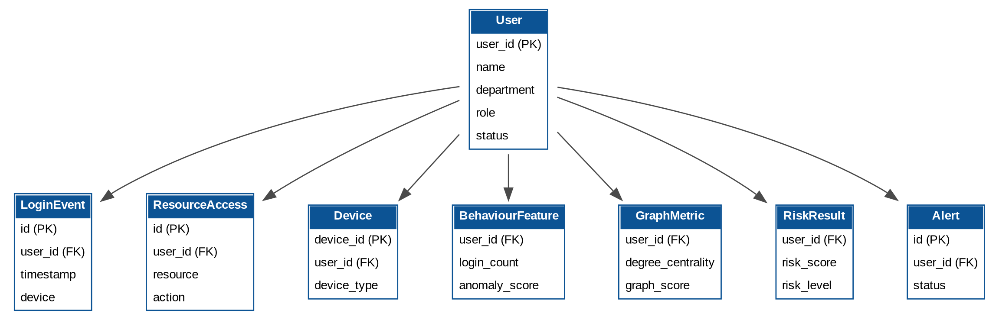 User
user_id (PK)
name
department
role
status
LoginEvent
id (PK)
user_id (FK)
timestamp
device
ResourceAccess
id (PK)
user_id (FK)
resource
action
Device
device_id (PK)
user_id (FK)
device_type
BehaviourFeature
user_id (FK)
login_count
anomaly_score
GraphMetric
user_id (FK)
degree_centrality
graph_score
RiskResult
user_id (FK)
risk_score
risk_level
Alert
id (PK)
user_id (FK)
status